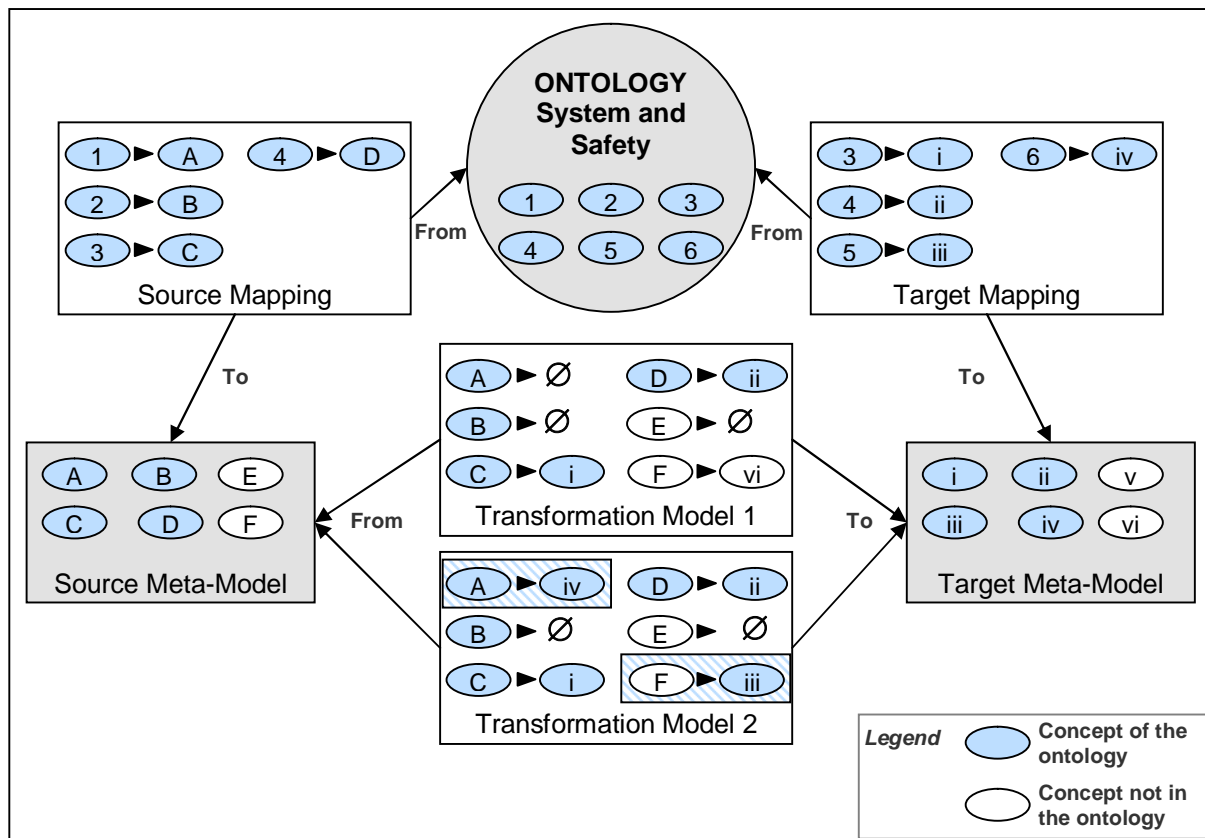 ONTOLOGY
System and
Safety
1 2 3
4 5 6
1 A 4 D
2 B
3 C
Source Mapping
From
From
3 i 6 iv
4 ii
5 iii
Target Mapping
To
To
A ∅ D ii
B ∅ E ∅
C i F vi
Transformation Model 1
A B E
C D F
Source Meta-Model
From
To
i ii v
iii iv vi
Target Meta-Model
A iv D ii
B ∅ E ∅
C i F iii
Transformation Model 2
Legend
Concept of the
ontology
Concept not in
the ontology